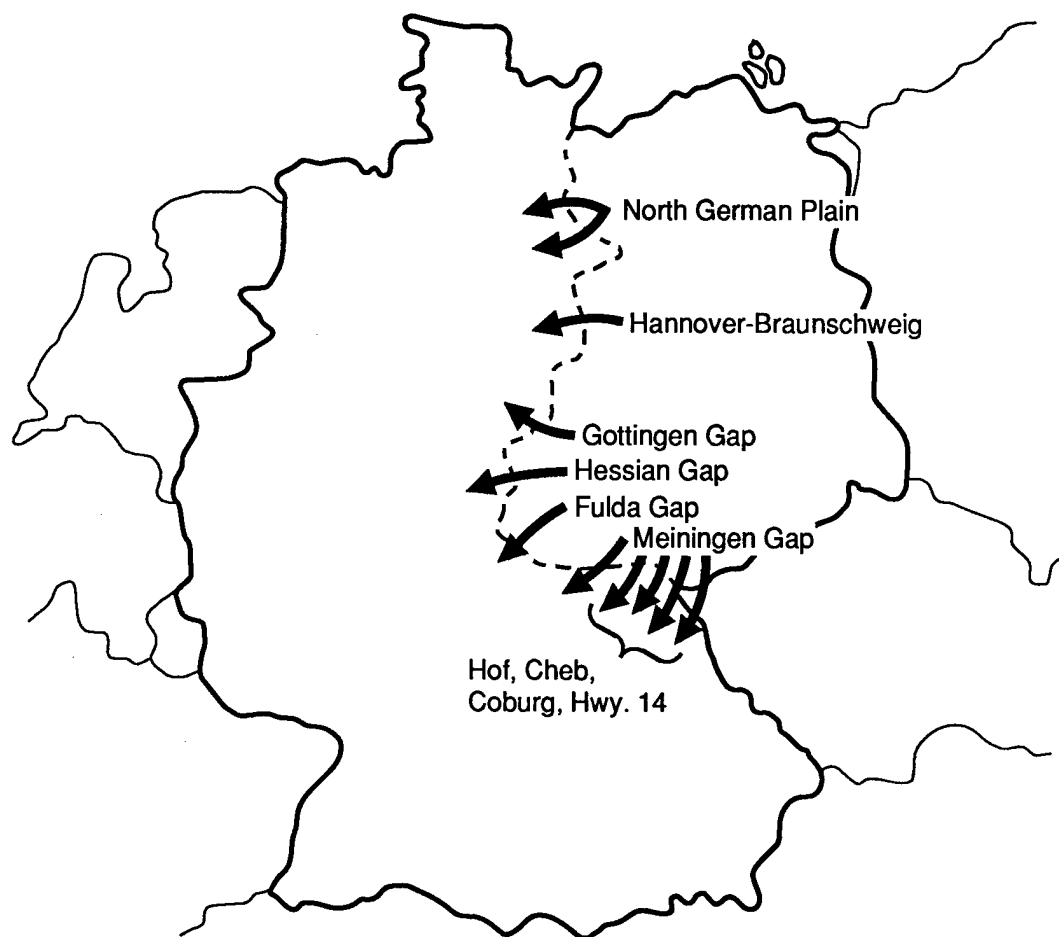 North German Plain
Hannover-Braunschweig
Gottingen Gap
Hessian Gap
Fulda Gap
Meiningen Gap
Hof, Cheb,
Coburg, Hwy. 14